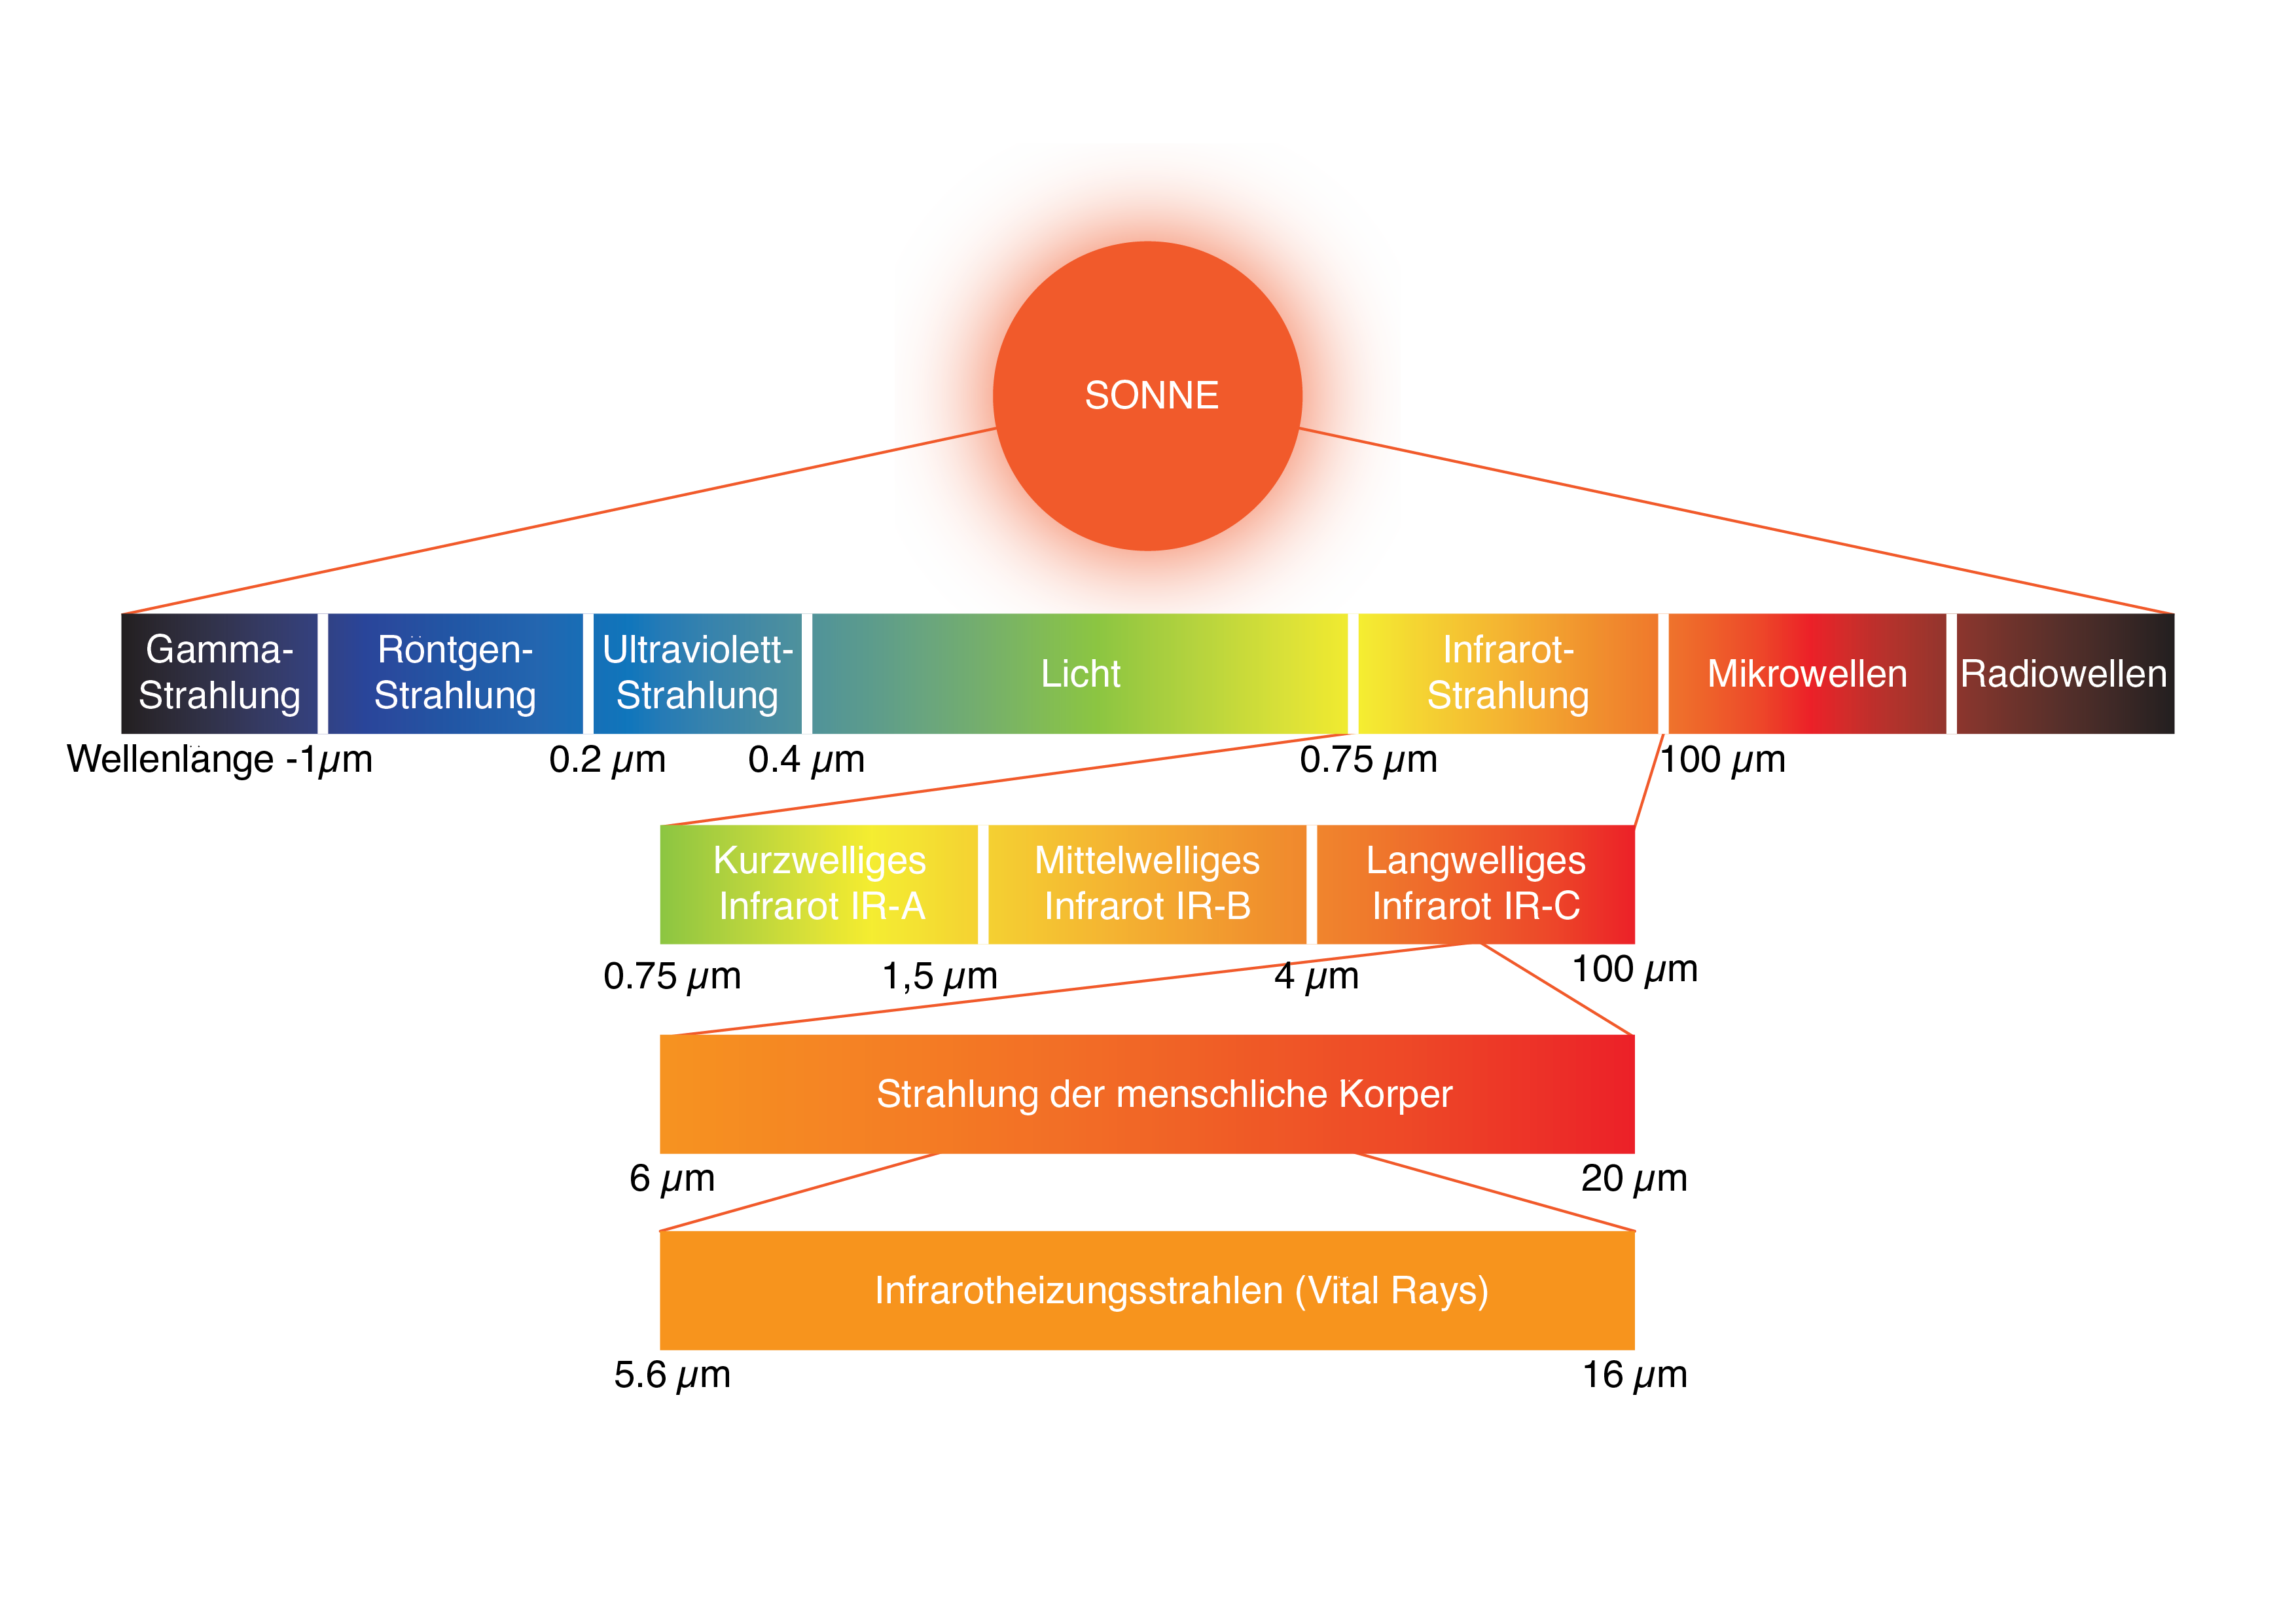 SONNE
Gamma-
Strahlung
Röntgen-
Strahlung
Ultraviolett-
Strahlung
Licht
Infrarot-
Strahlung
Mikrowellen
Radiowellen
Wellenlänge -1µm
0.2 µm
0.4 µm
0.75 µm
100 µm
Kurzwelliges
Infrarot IR-A
Mittelwelliges
Infrarot IR-B
Langwelliges
Infrarot IR-C
0.75 µm
1,5 µm
4 µm
100 µm
Strahlung der menschliche Korper
6 µm
20 µm
Infrarotheizungsstrahlen (Vital Rays)
5.6 µm
16 µm